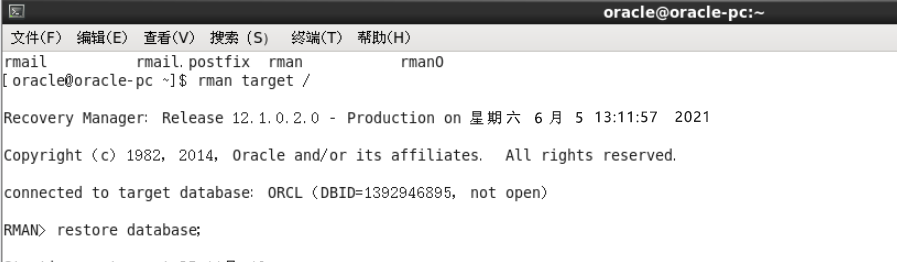 oracle@oracle-pc:~
文件(F) 编辑(E) 查看(V) 搜索 (S) 终端(T) 帮助(H)
rmail rmail.postfix rman rmanO
[oracle@oracle-pc ~]$ rman target /
Recovery Manager: Release 12.1.0.2.0 - Production on 星期六 6月 5 13:11:57 2021
Copyright (c) 1982, 2014, Oracle and/or its affiliates. All rights reserved.
connected to target database: ORCL (DBID=1392946895, not open)
RMAN> restore database;